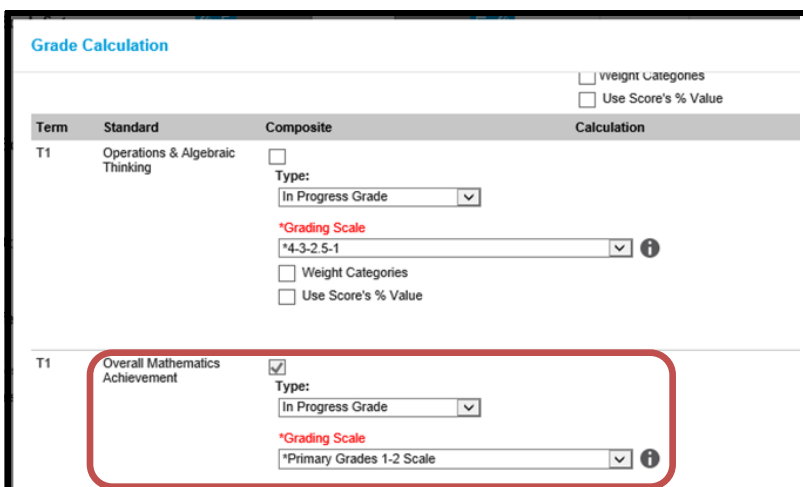 Grade Calculation
Weight Categories
Use Score's % Value
Term Standard Composite Calculation
T1 Operations & Algebraic
Thinking
Type:
In Progress Grade
*Grading Scale
*4-3-2.5-1
Weight Categories
Use Score's % Value
T1 Overall Mathematics
Achievement
Type:
In Progress Grade
*Grading Scale
*Primary Grades 1-2 Scale